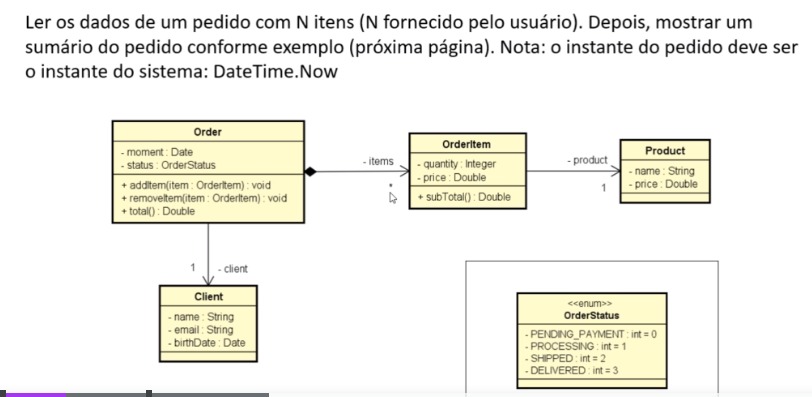 Ler os dados de um pedido com N itens (N fornecido pelo usuário). Depois, mostrar um
sumário do pedido conforme exemplo (próxima página). Nota: o instante do pedido deve ser
o instante do sistema: DateTime.Now
Order
- moment : Date
- status : OrderStatus
+ addItem(item : OrderItem) : void
+ removeItem(item : OrderItem) : void
+ total() : Double
- items
*
OrderItem
- quantity : Integer
- price : Double
+ subTotal() : Double
- product
1
Product
- name : String
- price : Double
1
- client
Client
- name : String
- email : String
- birthDate : Date
<<enum>>
OrderStatus
- PENDING_PAYMENT : int = 0
- PROCESSING : int = 1
- SHIPPED : int = 2
- DELIVERED : int = 3